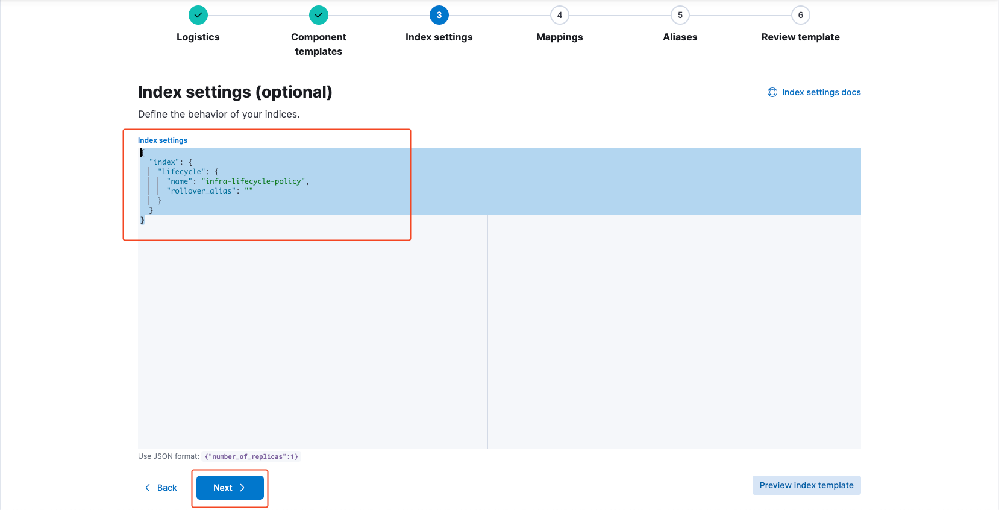 3
4
5
6
Logistics
Component
templates
Index settings
Mappings
Aliases
Review template
Index settings (optional)
Index settings docs
Define the behavior of your indices.
Index settings
{
  "index": {
    "lifecycle": {
      "name": "infra-lifecycle-policy",
      "rollover_alias": ""
    }
  }
}
Use JSON format: {"number_of_replicas":1}
Back
Next
Preview index template